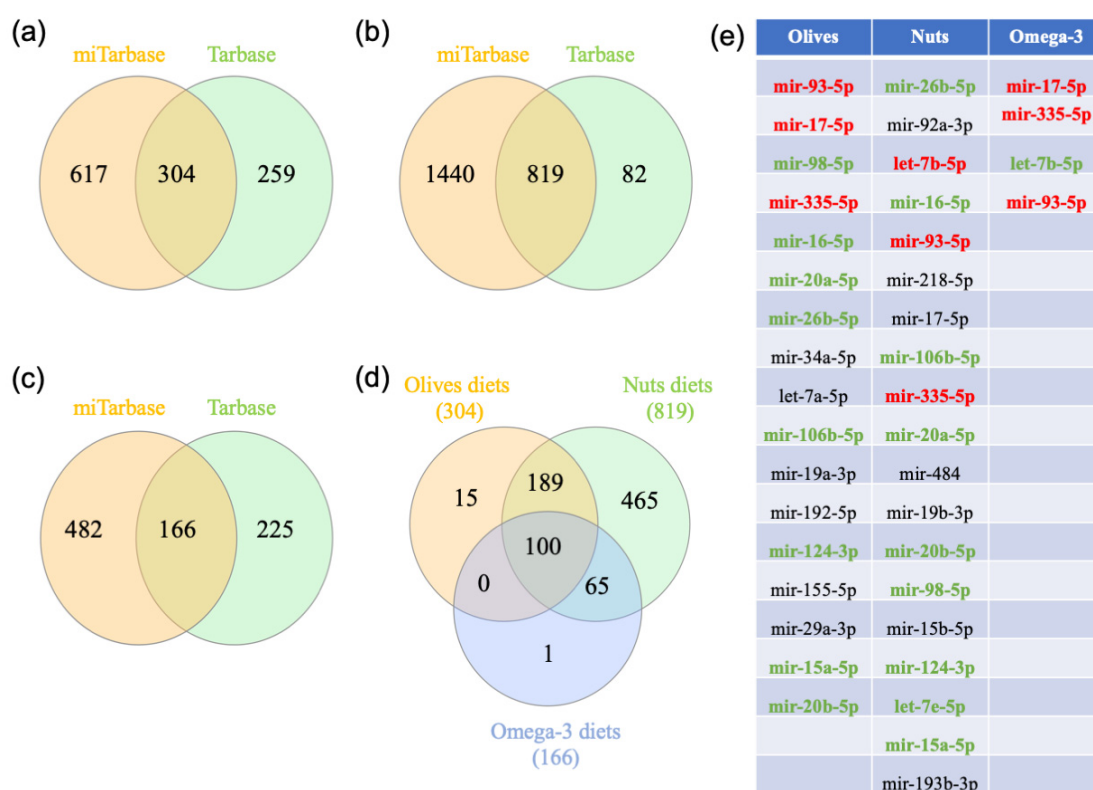 (a)
miTarbase Tarbase
617 304 259
(b)
miTarbase Tarbase
1440 819 82
(c)
miTarbase Tarbase
482 166 225
(d)
Olives diets
(304)
Nuts diets
(819)
15 189 465
100
0 65
1
Omega-3 diets
(166)
(e)
Olives Nuts Omega-3
mir-93-5p mir-26b-5p mir-17-5p
mir-17-5p mir-92a-3p mir-335-5p
mir-98-5p let-7b-5p let-7b-5p
mir-335-5p mir-16-5p mir-93-5p
mir-16-5p mir-93-5p
mir-20a-5p mir-218-5p
mir-26b-5p mir-17-5p
mir-34a-5p mir-106b-5p
let-7a-5p mir-335-5p
mir-106b-5p mir-20a-5p
mir-19a-3p mir-484
mir-192-5p mir-19b-3p
mir-124-3p mir-20b-5p
mir-155-5p mir-98-5p
mir-29a-3p mir-15b-5p
mir-15a-5p mir-124-3p
mir-20b-5p let-7e-5p
mir-15a-5p
mir-193b-3p